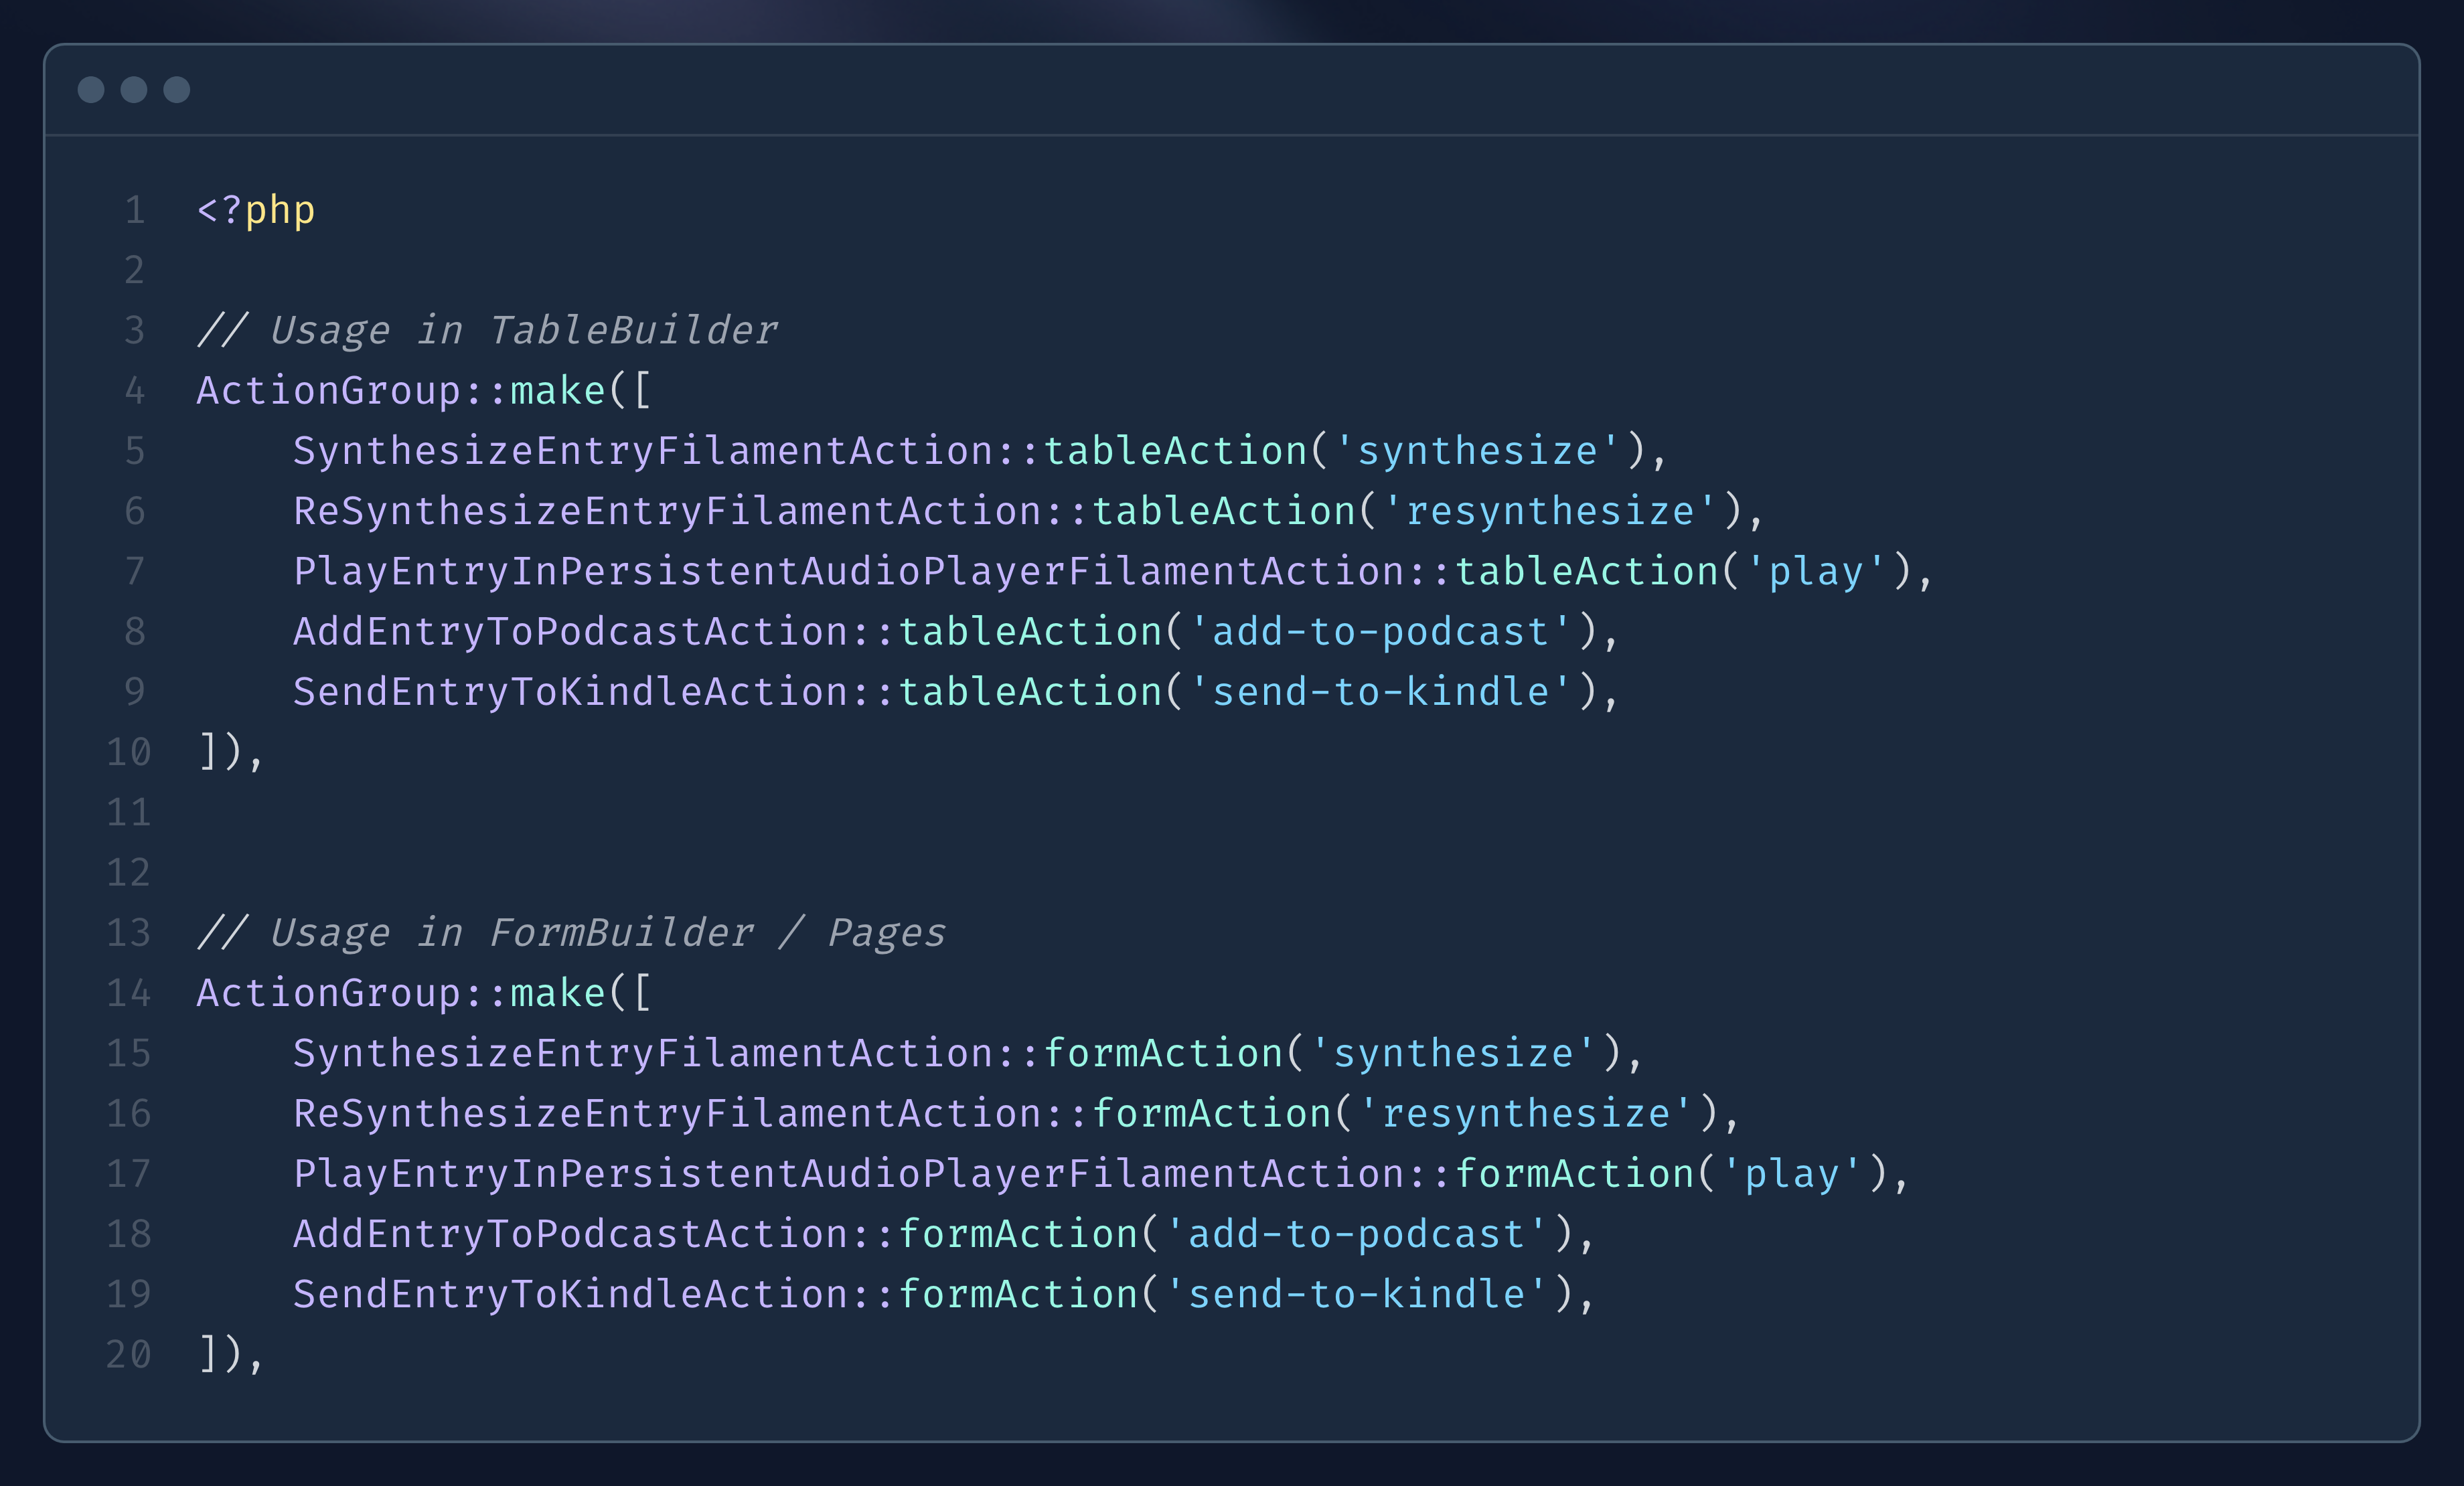 1 <?php
2
3 // Usage in TableBuilder
4 ActionGroup::make([
5     SynthesizeEntryFilamentAction::tableAction('synthesize'),
6     ReSynthesizeEntryFilamentAction::tableAction('resynthesize'),
7     PlayEntryInPersistentAudioPlayerFilamentAction::tableAction('play'),
8     AddEntryToPodcastAction::tableAction('add-to-podcast'),
9     SendEntryToKindleAction::tableAction('send-to-kindle'),
10 ]),
11
12
13 // Usage in FormBuilder / Pages
14 ActionGroup::make([
15     SynthesizeEntryFilamentAction::formAction('synthesize'),
16     ReSynthesizeEntryFilamentAction::formAction('resynthesize'),
17     PlayEntryInPersistentAudioPlayerFilamentAction::formAction('play'),
18     AddEntryToPodcastAction::formAction('add-to-podcast'),
19     SendEntryToKindleAction::formAction('send-to-kindle'),
20 ]),